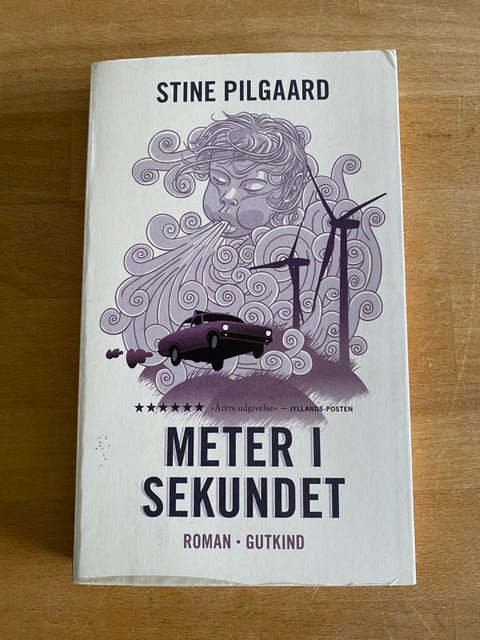 STINE PILGAARD
★★★★★★ »Årets udgivelse« — JYLLANDS-POSTEN
METER I
SEKUNDET
ROMAN · GUTKIND